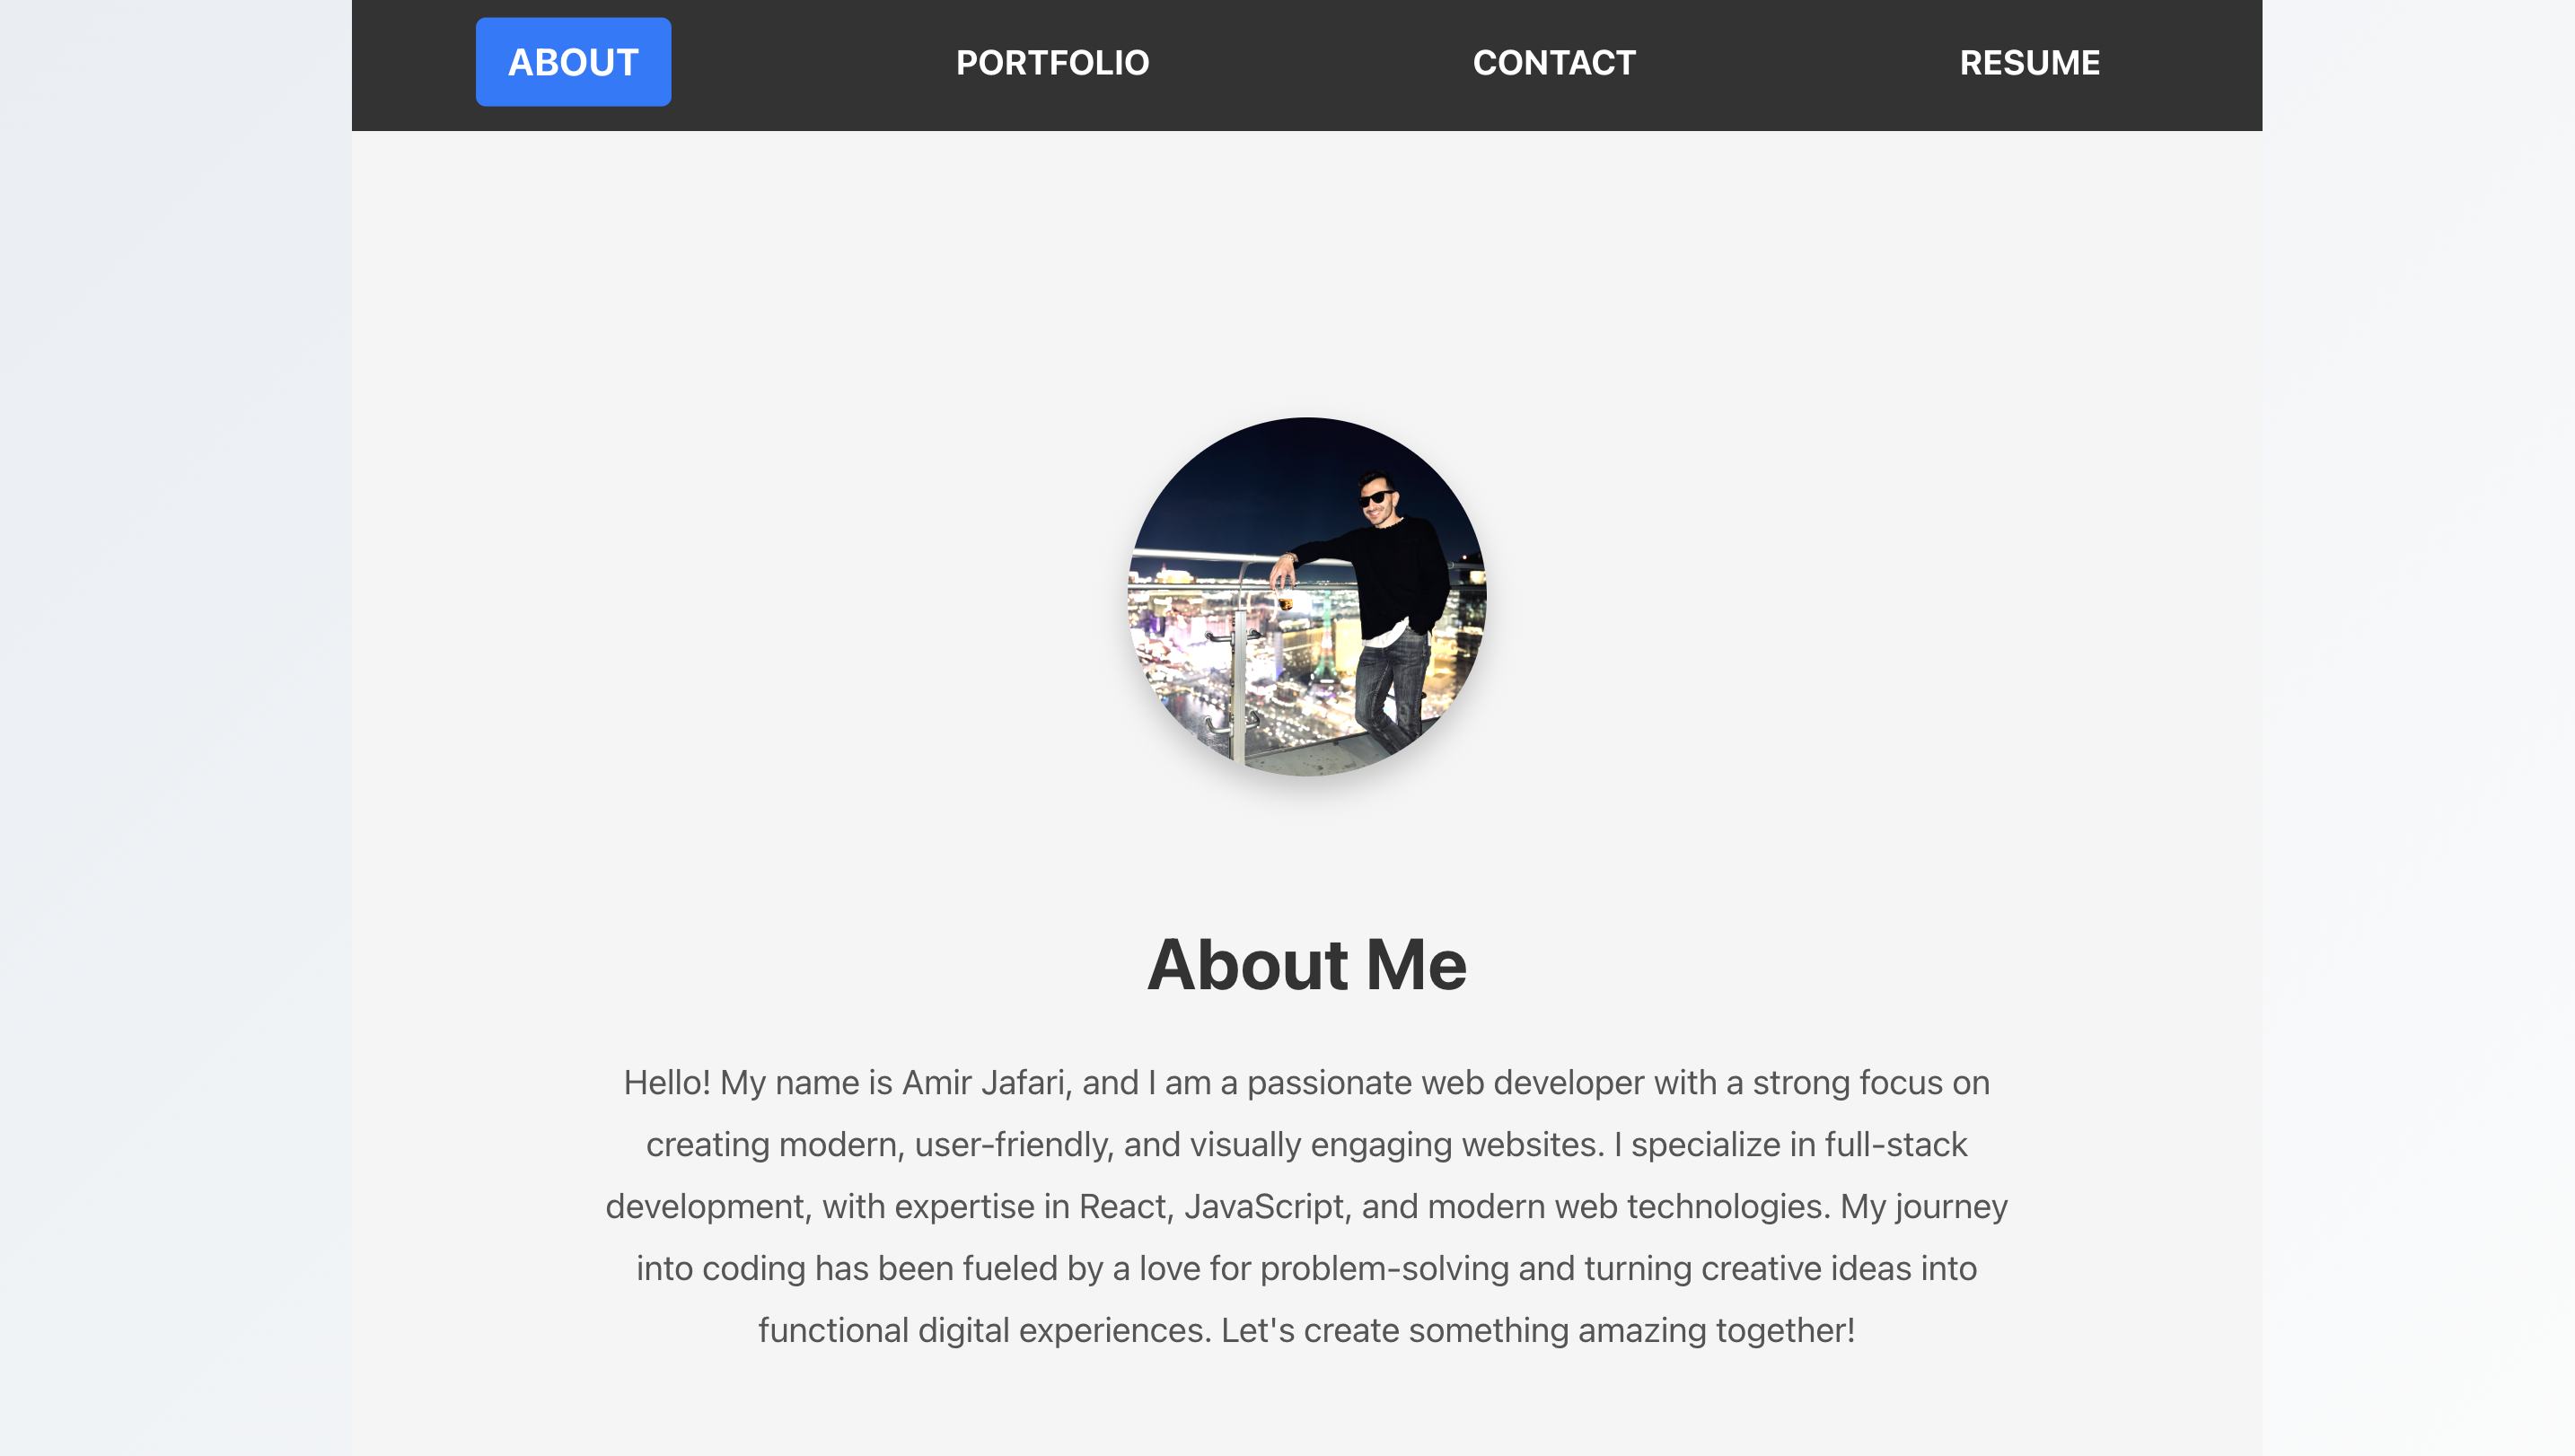 ABOUT PORTFOLIO CONTACT RESUME
About Me
Hello! My name is Amir Jafari, and I am a passionate web developer with a strong focus on
creating modern, user-friendly, and visually engaging websites. I specialize in full-stack
development, with expertise in React, JavaScript, and modern web technologies. My journey
into coding has been fueled by a love for problem-solving and turning creative ideas into
functional digital experiences. Let's create something amazing together!